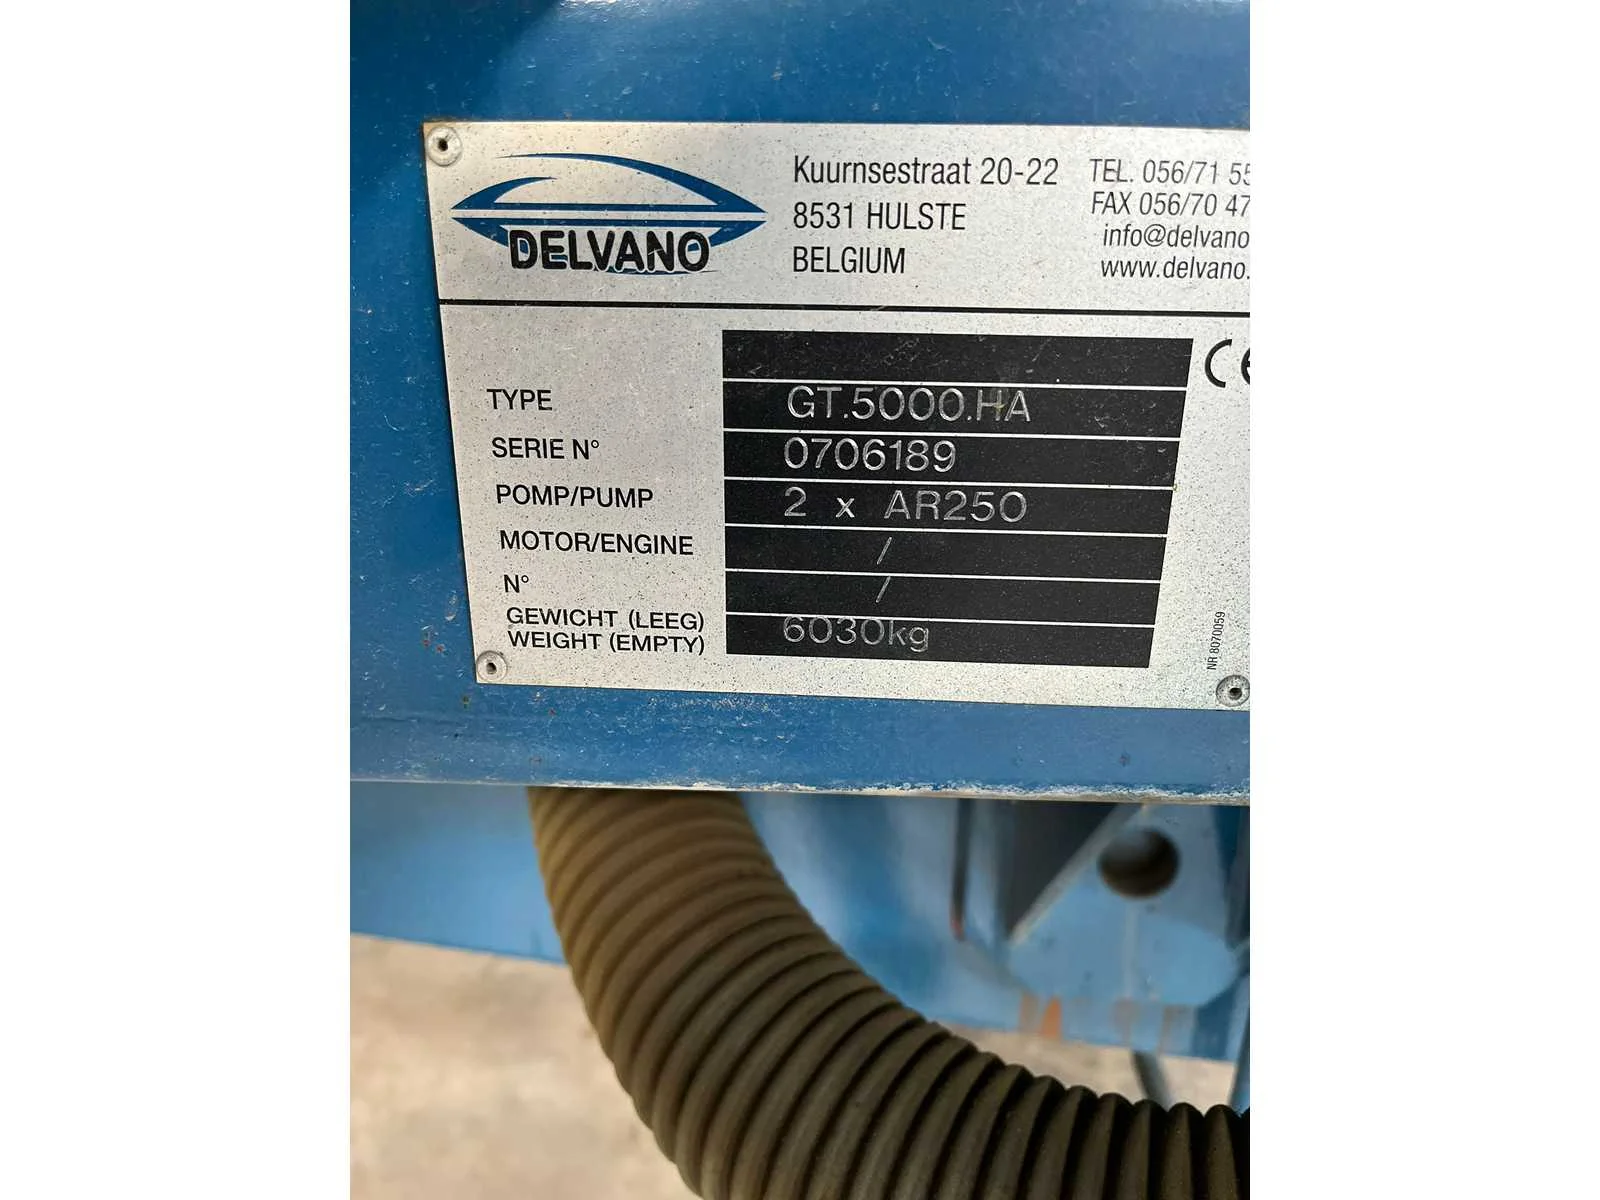 DELVANO
Kuurnsestraat 20-22
8531 HULSTE
BELGIUM
TEL. 056/71 55
FAX 056/70 47
info@delvano
www.delvano.
CE
TYPE GT.5000.HA
SERIE N° 0706189
POMP/PUMP 2 x AR250
MOTOR/ENGINE /
N° /
GEWICHT (LEEG)
WEIGHT (EMPTY) 6030kg
NR 8070059